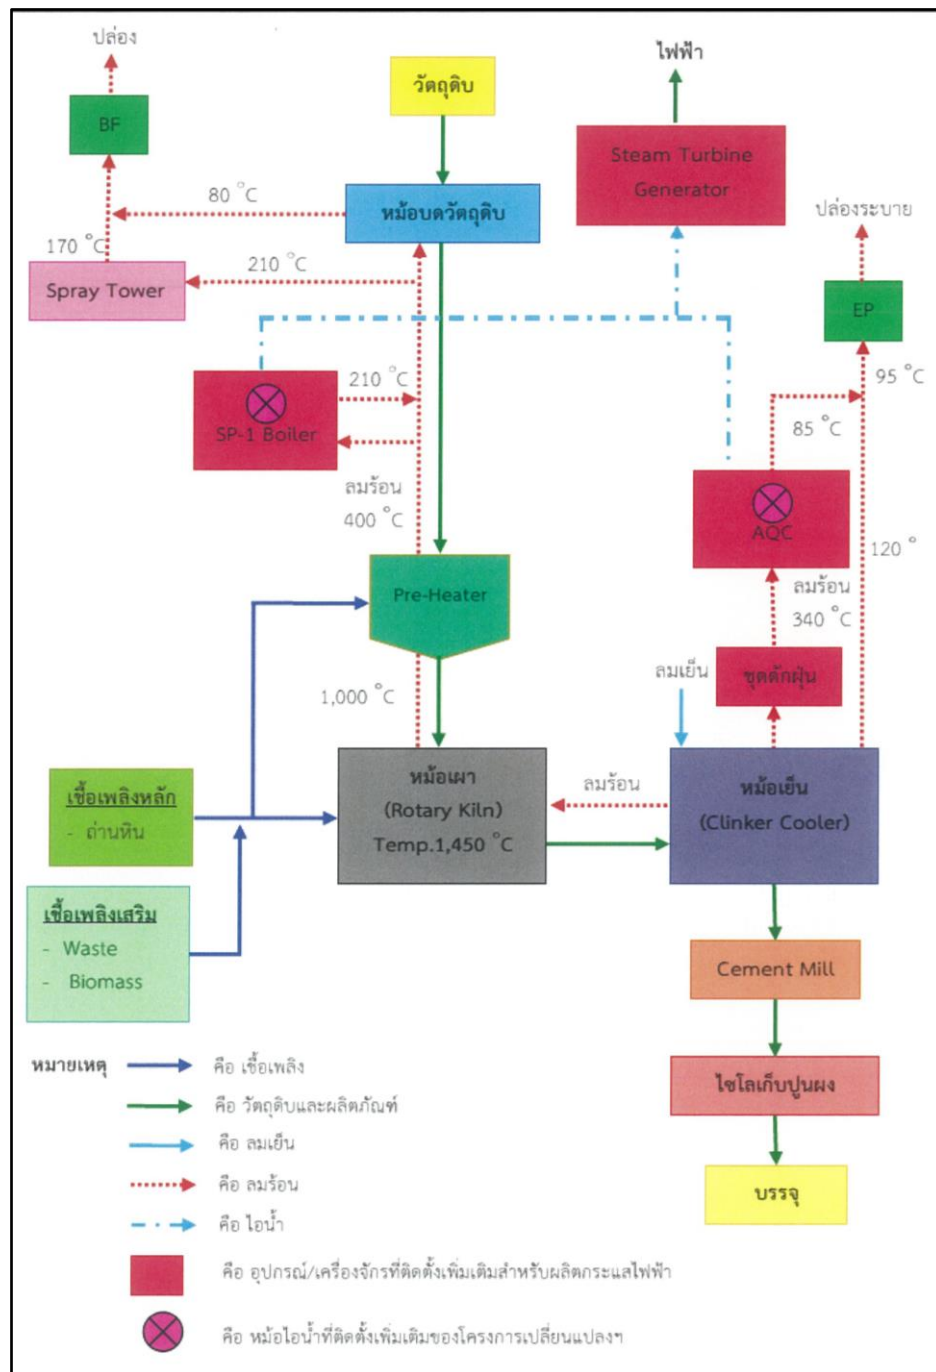 ปล่อง
ไฟฟ้า
วัตถุดิบ
BF
Steam Turbine
Generator
80 °C
หม้อบดวัตถุดิบ
ปล่องระบาย
170 °C
210 °C
Spray Tower
EP
210 °C
95 °C
SP-1 Boiler
85 °C
ลมร้อน
400 °C
AQC
120 °
Pre-Heater
ลมร้อน
340 °C
ลมเย็น
ชุดดักฝุ่น
1,000 °C
หม้อเผา
(Rotary Kiln)
Temp.1,450 °C
ลมร้อน
หม้อเย็น
(Clinker Cooler)
เชื้อเพลิงหลัก
- ถ่านหิน
เชื้อเพลิงเสริม
- Waste
- Biomass
Cement Mill
ไซโลเก็บปูนผง
บรรจุ
หมายเหตุ
คือ เชื้อเพลิง
คือ วัตถุดิบและผลิตภัณฑ์
คือ ลมเย็น
คือ ลมร้อน
คือ ไอน้ำ
คือ อุปกรณ์/เครื่องจักรที่ติดตั้งเพิ่มเติมสำหรับผลิตกระแสไฟฟ้า
คือ หม้อไอน้ำที่ติดตั้งเพิ่มเติมของโครงการเปลี่ยนแปลงฯ